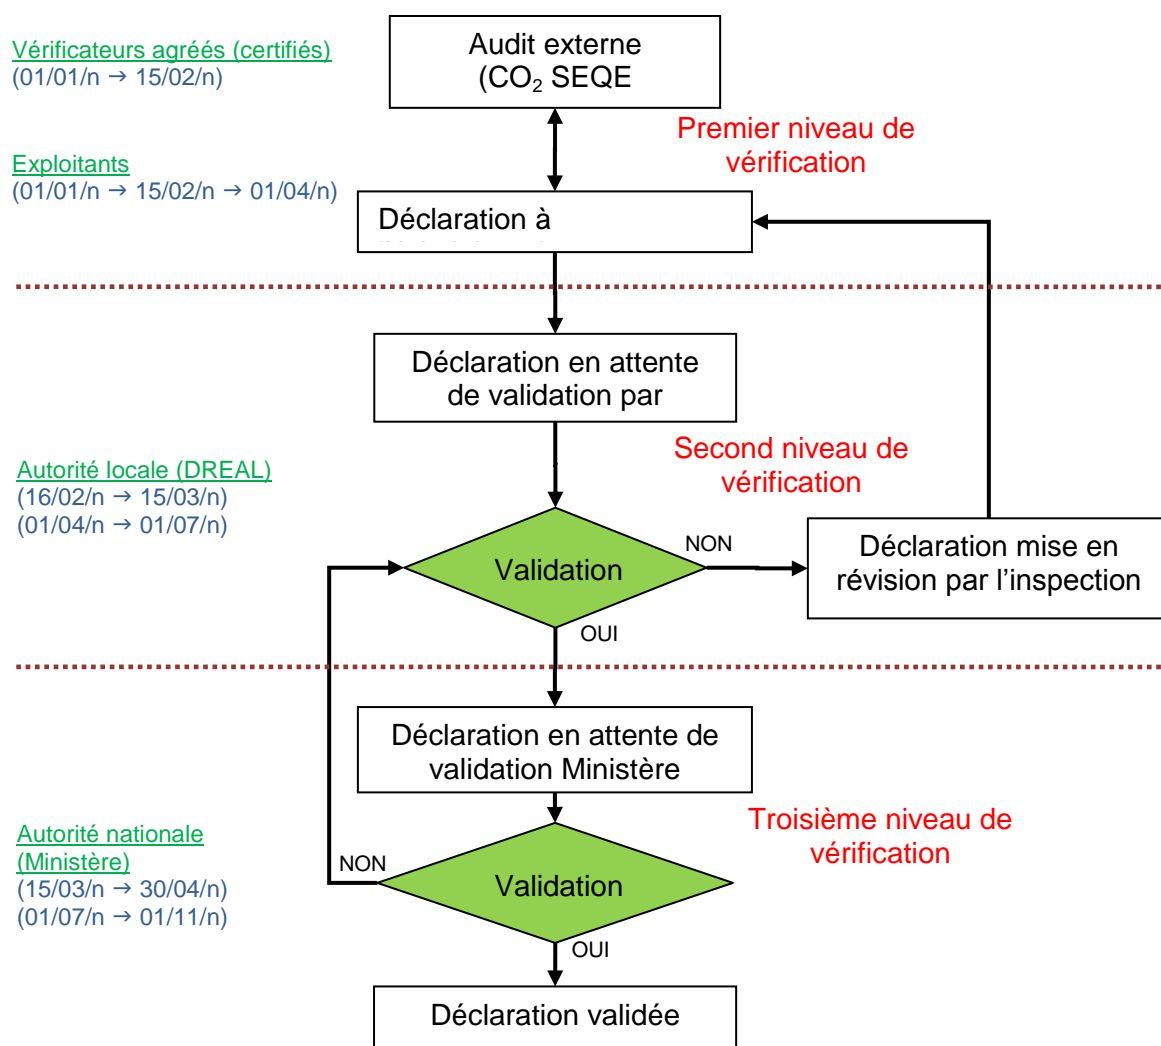 Vérificateurs agréés (certifiés)
(01/01/n → 15/02/n)
Audit externe
(CO₂ SEQE
Premier niveau de
vérification
Exploitants
(01/01/n → 15/02/n → 01/04/n)
Déclaration à
Déclaration en attente
de validation par
Second niveau de
vérification
Autorité locale (DREAL)
(16/02/n → 15/03/n)
(01/04/n → 01/07/n)
Validation
NON
Déclaration mise en
révision par l’inspection
OUI
Déclaration en attente de
validation Ministère
Troisième niveau de
vérification
Autorité nationale
(Ministère)
(15/03/n → 30/04/n)
(01/07/n → 01/11/n)
NON
Validation
OUI
Déclaration validée